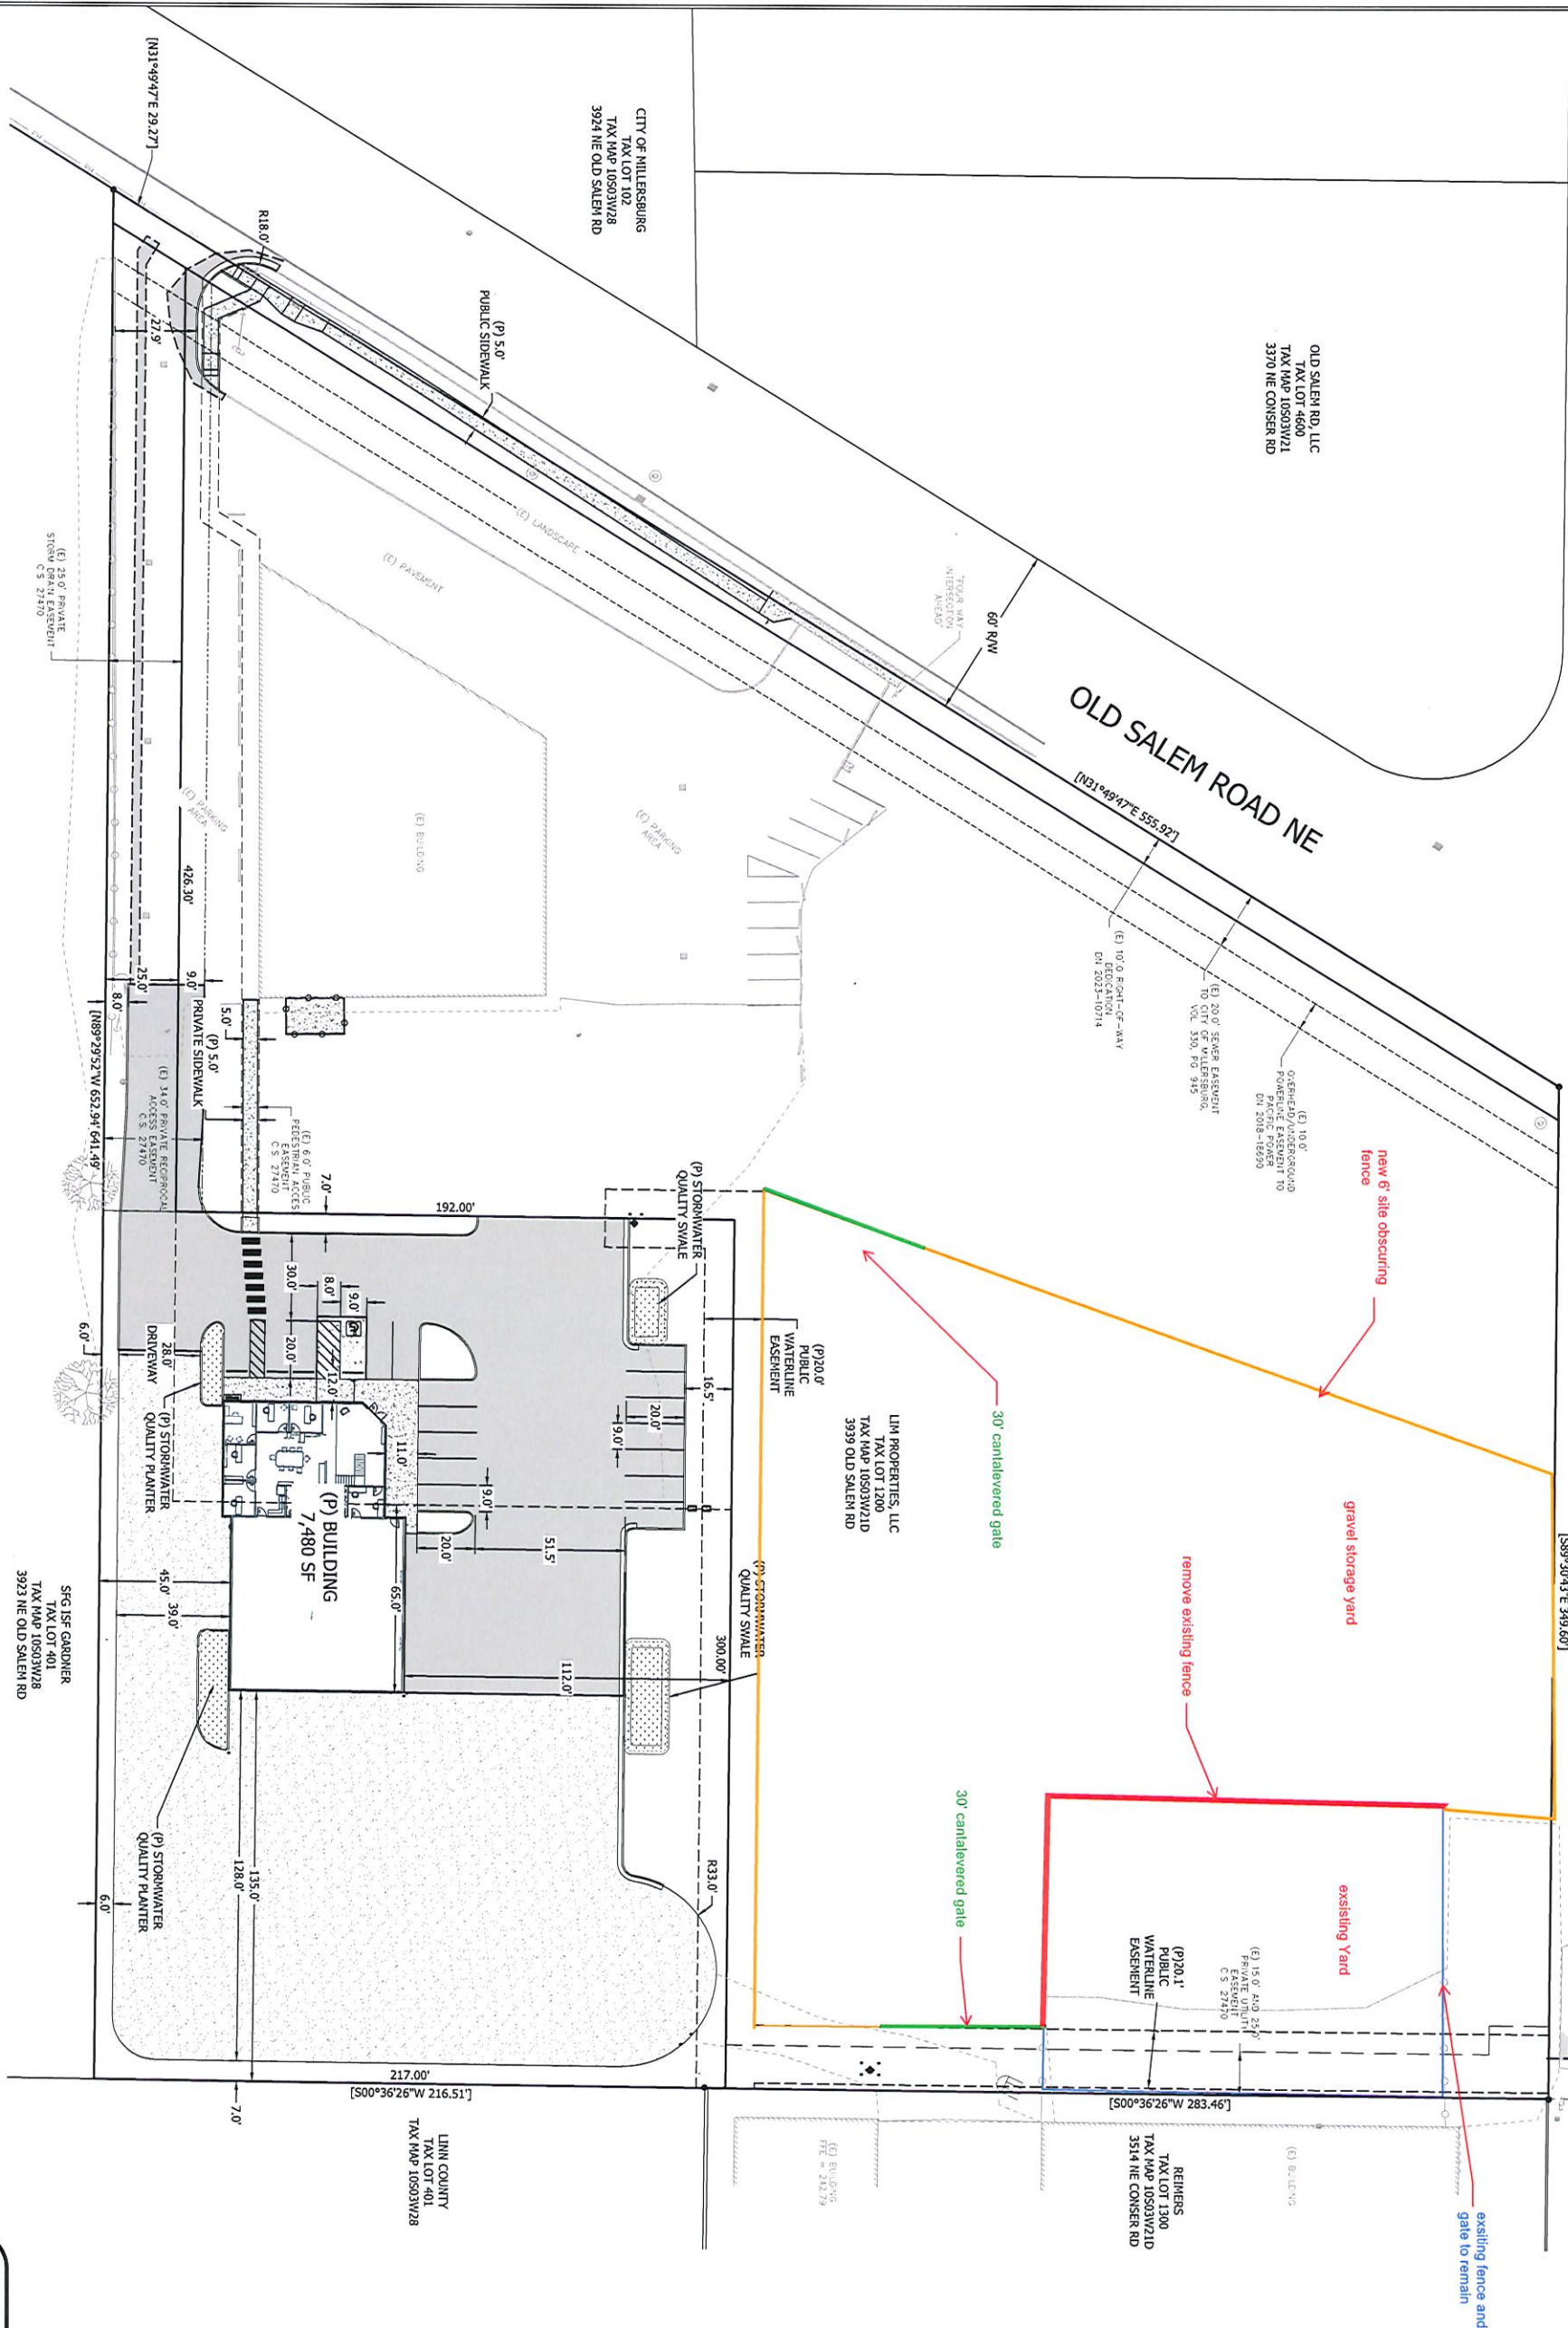 [N31°49'47"E 29.27']
CITY OF MILLERSBURG
TAX LOT 102
TAX MAP 10S03W28
3924 NE OLD SALEM RD
OLD SALEM RD, LLC
TAX LOT 4600
TAX MAP 10S03W21
3370 NE CONSER RD
R18.0'
27.9'
(P) 5.0'
PUBLIC SIDEWALK
(E) LANDSCAPE
(E) PAVEMENT
"FOUR WAY
INTERSECTION
AHEAD"
60' R/W
OLD SALEM ROAD NE
[N31°49'47"E 555.92']
(E) 10'.0 RIGHT-OF-WAY
DEDICATION
DN 2023-10714
(E) 20.0' SEWER EASEMENT
TO CITY OF MILLERSBURG,
VOL. 330, PG. 945
(E) 10.0'
OVERHEAD/UNDERGROUND
POWERLINE EASEMENT TO
PACIFIC POWER
DN 2018-18690
(E) 25.0' PRIVATE
STORM DRAIN EASEMENT
C.S. 27470
(E) PARKING
AREA
(E) BUILDING
(E) PARKING
AREA
426.30'
25.0'
9.0'
8.0'
5.0'
(P) 5.0'
PRIVATE SIDEWALK
[N89°29'52"W 652.94' 641.49'
(E) 34.0' PRIVATE RECIPROCAL
ACCESS EASEMENT
C.S. 27470
(E) 6.0' PUBLIC
PEDESTRIAN ACCES
EASEMENT
C.S. 27470
7.0'
192.00'
(P) STORMWATER
QUALITY SWALE
new 6' site obscuring
fence
30.0'
8.0'
9.0'
20.0'
12.0'
6.0'
28.0'
DRIVEWAY
(P) STORMWATER
QUALITY PLANTER
11.0'
(P)20.0'
PUBLIC
WATERLINE
EASEMENT
16.5'
20.0'
9.0'
9.0'
20.0'
51.5'
30' cantalevered gate
LIM PROPERTIES, LLC
TAX LOT 1200
TAX MAP 10S03W21D
3939 OLD SALEM RD
gravel storage yard
[S89°30'43"E 349.60']
(P) BUILDING
7,480 SF
65.0'
45.0'
39.0'
SFG ISF GARDNER
TAX LOT 401
TAX MAP 10S03W28
3923 NE OLD SALEM RD
(P) STORMWATER
QUALITY SWALE
300.00'
112.0'
remove existing fence
(P) STORMWATER
QUALITY PLANTER
128.0'
135.0'
6.0'
R33.0'
30' cantalevered gate
exsisting Yard
(P)20.1'
PUBLIC
WATERLINE
EASEMENT
(E) 15.0' AND 25.0'
PRIVATE UTILITY
EASEMENT
C.S. 27470
217.00'
[S00°36'26"W 216.51']
7.0'
[S00°36'26"W 283.46']
LINN COUNTY
TAX LOT 401
TAX MAP 10S03W28
(E) BUILDING
FFE = 242.79
REIMERS
TAX LOT 1300
TAX MAP 10S03W21D
3514 NE CONSER RD
(E) BUILDING
exsiting fence and
gate to remain